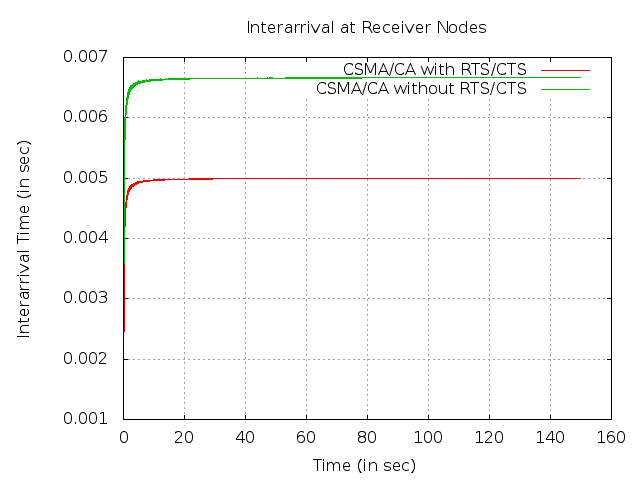 Interarrival at Receiver Nodes
0.007
CSMA/CA with RTS/CTS
CSMA/CA without RTS/CTS
0.006
0.005
0.004
0.003
0.002
0.001
Interarrival Time (in sec)
0 20 40 60 80 100 120 140 160
Time (in sec)